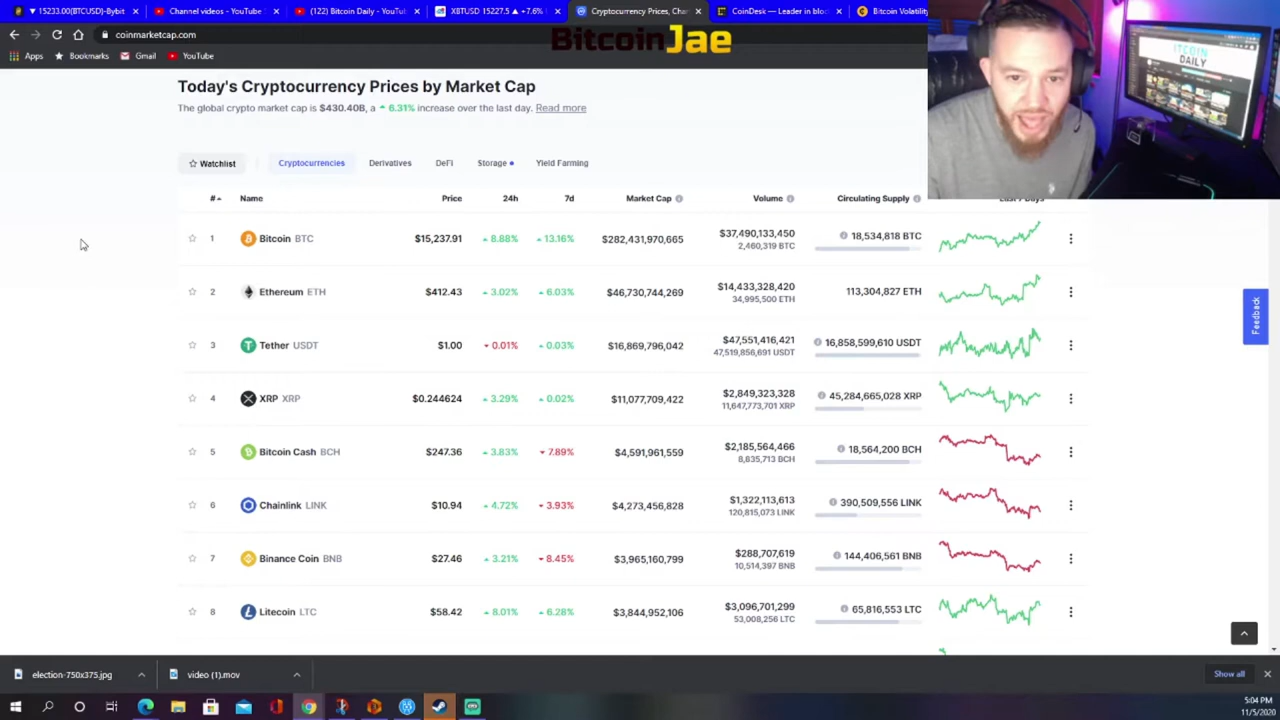 15233.00(BTCUSD)-Bybit
Channel videos - YouTube
(122) Bitcoin Daily - YouTube
XBTUSD 15227.5 ▲ +7.6%
Cryptocurrency Prices, Cha
CoinDesk — Leader in bloc
Bitcoin Volatility
coinmarketcap.com
BitcoinJae
Apps
Bookmarks
Gmail
YouTube
ITCOIN
DAILY
Today's Cryptocurrency Prices by Market Cap
The global crypto market cap is $430.40B, a ▲ 6.31% increase over the last day. Read more
Watchlist Cryptocurrencies Derivatives DeFi Storage Yield Farming
# Name Price 24h 7d Market Cap Volume Circulating Supply Last 7 Days
1 Bitcoin BTC $15,237.91 8.88% 13.16% $282,431,970,665 $37,490,133,450 18,534,818 BTC
2,460,319 BTC
2 Ethereum ETH $412.43 3.02% 6.03% $46,730,744,269 $14,433,328,420 113,304,827 ETH
34,995,500 ETH
3 Tether USDT $1.00 0.01% 0.03% $16,869,796,042 $47,551,416,421 16,858,599,610 USDT
47,519,856,691 USDT
4 XRP XRP $0.244624 3.29% 0.02% $11,077,709,422 $2,849,323,328 45,284,665,028 XRP
11,647,773,701 XRP
5 Bitcoin Cash BCH $247.36 3.83% 7.89% $4,591,961,559 $2,185,564,466 18,564,200 BCH
8,835,713 BCH
6 Chainlink LINK $10.94 4.72% 3.93% $4,273,456,828 $1,322,113,613 390,509,556 LINK
120,815,073 LINK
7 Binance Coin BNB $27.46 3.21% 8.45% $3,965,160,799 $288,707,619 144,406,561 BNB
10,514,397 BNB
8 Litecoin LTC $58.42 8.01% 6.28% $3,844,952,106 $3,096,701,299 65,816,553 LTC
53,008,256 LTC
Feedback
election-750x375.jpg
video (1).mov
Show all
5:04 PM
11/5/2020